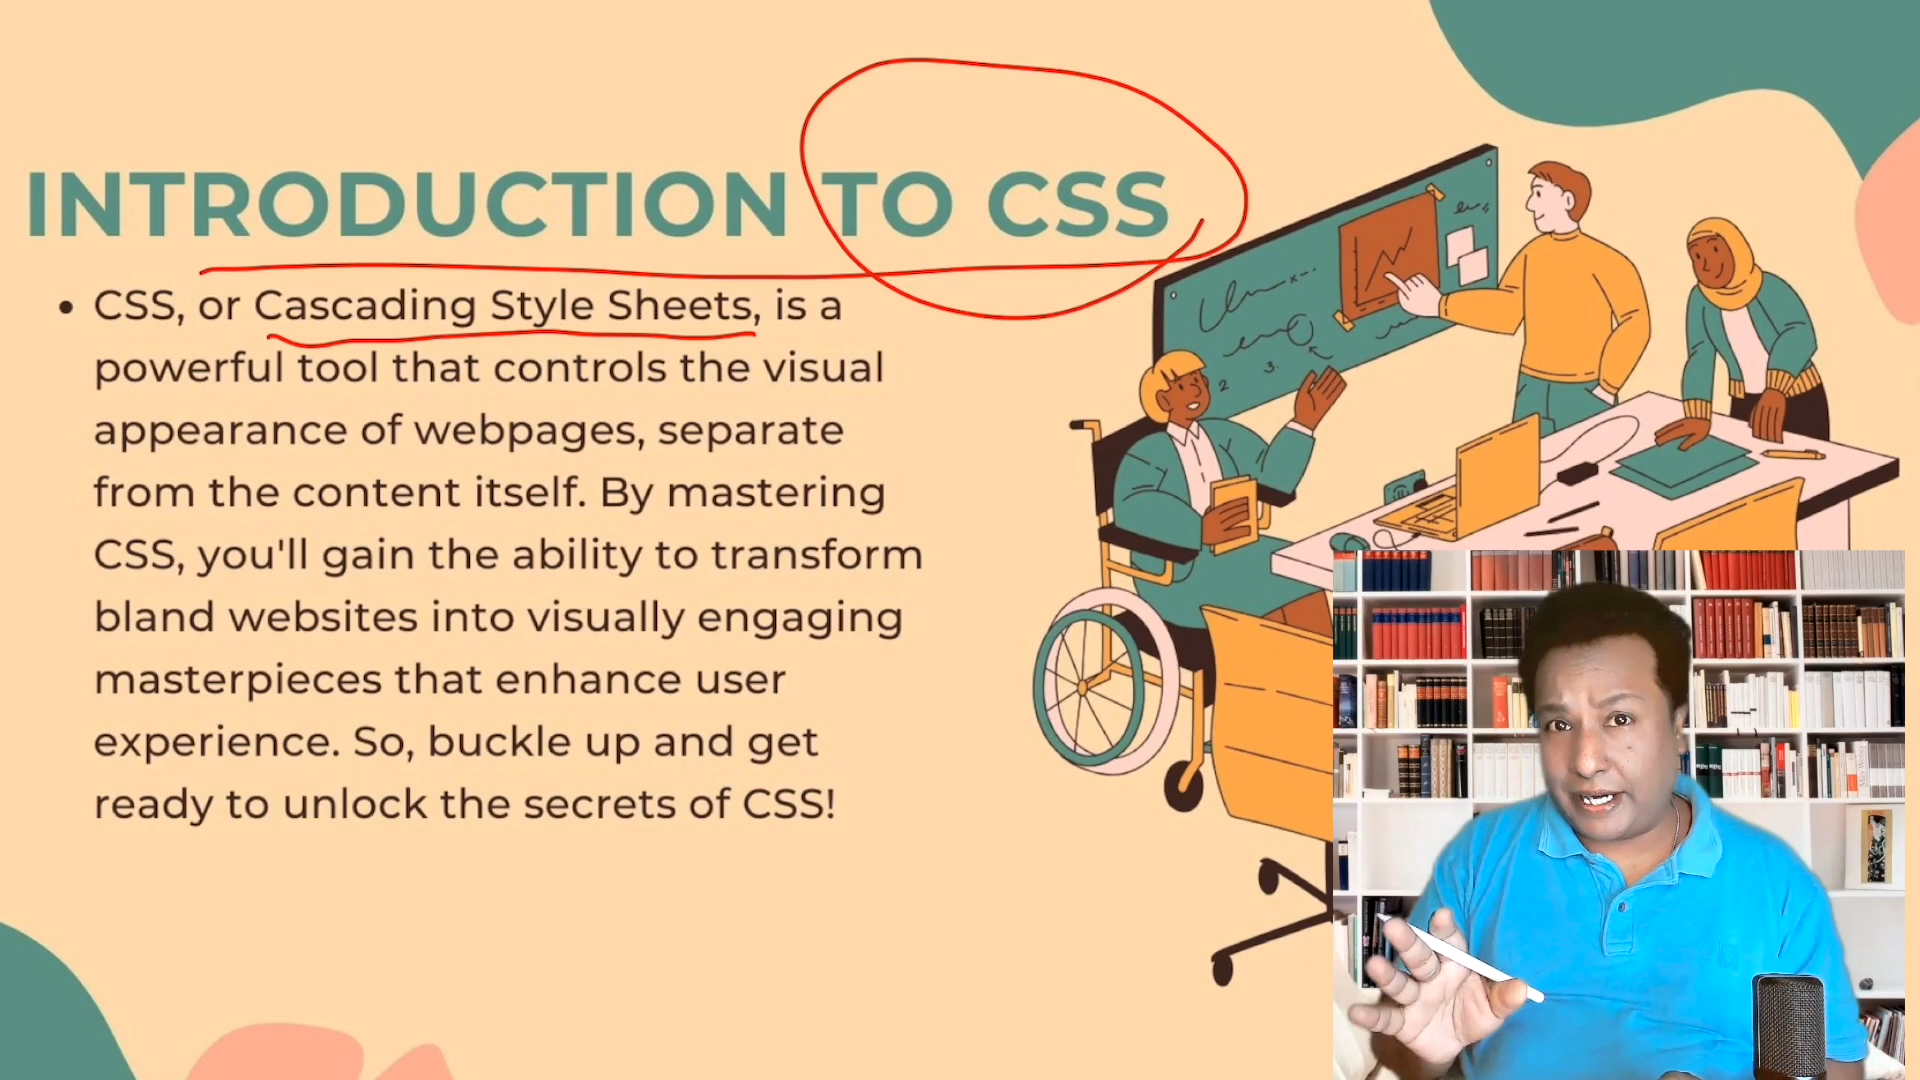 INTRODUCTION TO CSS
• CSS, or Cascading Style Sheets, is a
powerful tool that controls the visual
appearance of webpages, separate
from the content itself. By mastering
CSS, you'll gain the ability to transform
bland websites into visually engaging
masterpieces that enhance user
experience. So, buckle up and get
ready to unlock the secrets of CSS!
2
3.